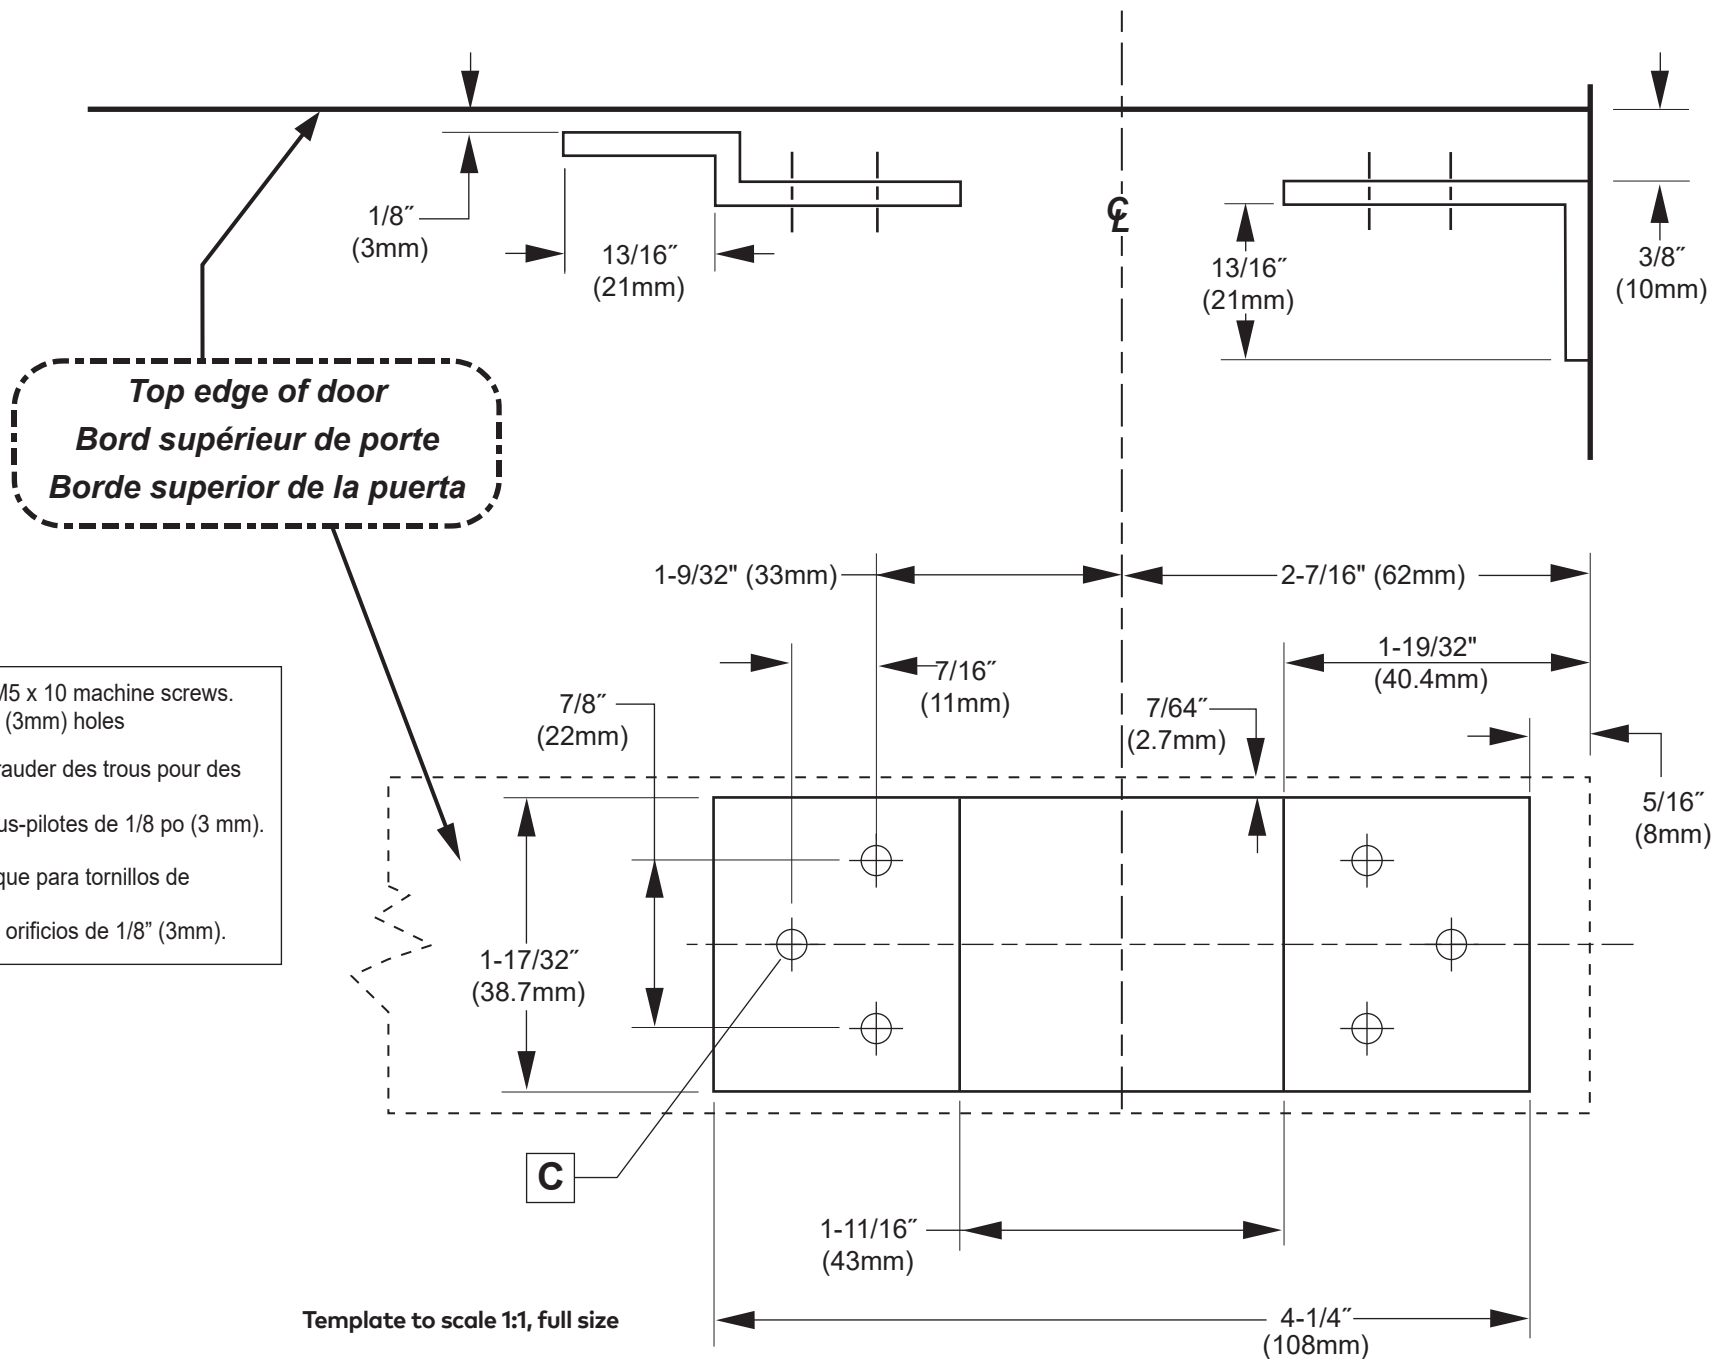 1/8″
(3mm)
13/16″
(21mm)
CL
13/16″
(21mm)
3/8″
(10mm)
Top edge of door
Bord supérieur de porte
Borde superior de la puerta
1-9/32" (33mm)
2-7/16" (62mm)
7/16″
(11mm)
1-19/32"
(40.4mm)
7/8″
(22mm)
7/64″
(2.7mm)
5/16″
(8mm)
M5 x 10 machine screws.
(3mm) holes
rauder des trous pour des
us-pilotes de 1/8 po (3 mm).
que para tornillos de
orificios de 1/8” (3mm).
1-17/32″
(38.7mm)
C
1-11/16″
(43mm)
Template to scale 1:1, full size
4-1/4″
(108mm)